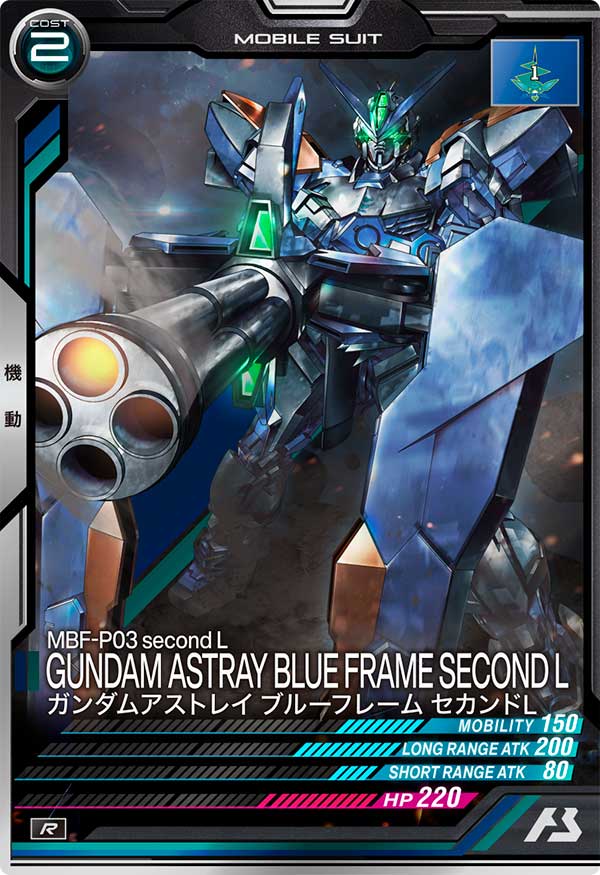 COST
2
MOBILE SUIT
1
機動
MBF-P03 second L
GUNDAM ASTRAY BLUE FRAME SECOND L
ガンダムアストレイ ブルーフレーム セカンドL
MOBILITY 150
LONG RANGE ATK 200
SHORT RANGE ATK 80
HP 220
R